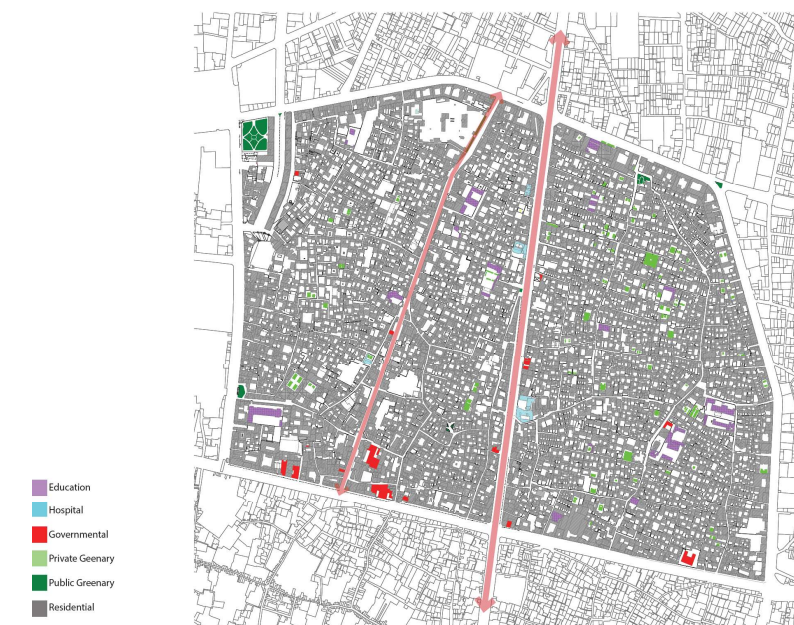 Education
Hospital
Governmental
Private Geenary
Public Greenary
Residential